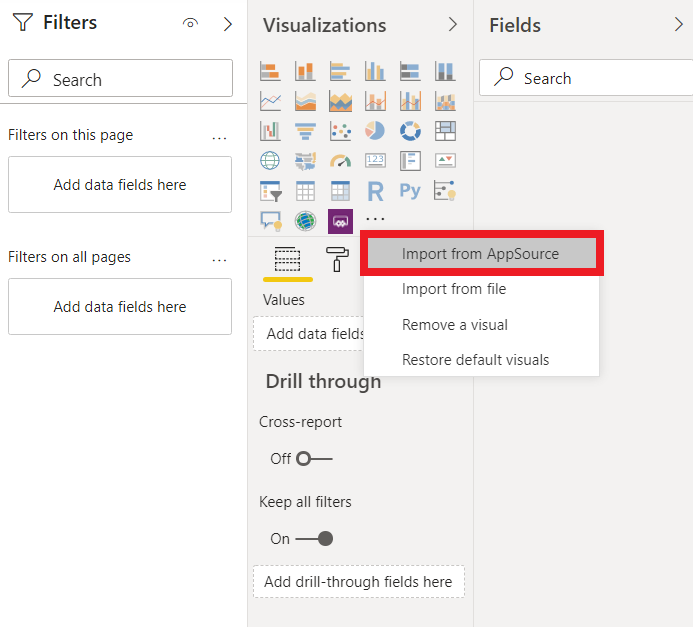 Filters
Search
Filters on this page
...
Add data fields here
Filters on all pages
...
Add data fields here
Visualizations
123
R
Py
...
Import from AppSource
Import from file
Remove a visual
Restore default visuals
Values
Add data fields
Drill through
Cross-report
Off
Keep all filters
On
Add drill-through fields here
Fields
Search